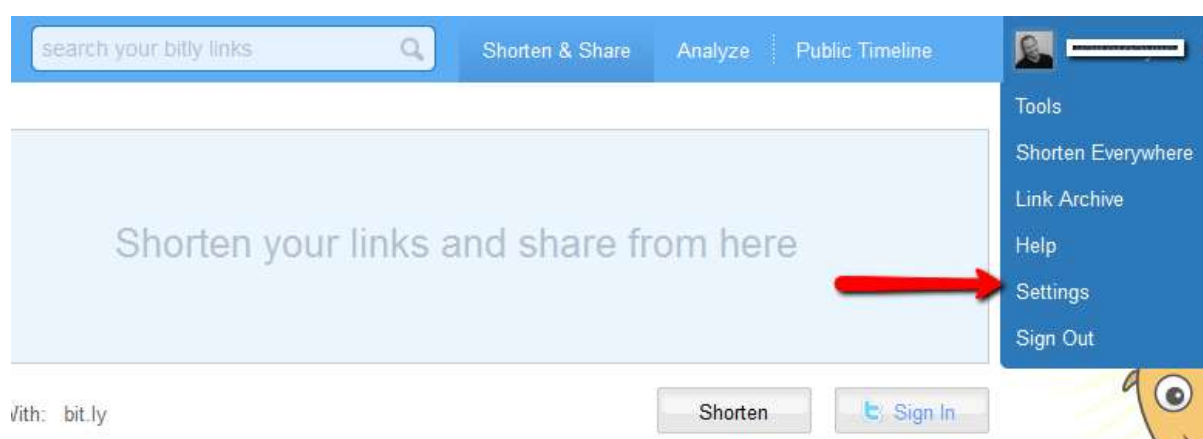 search your bitly links
Shorten & Share
Analyze
Public Timeline
Tools
Shorten Everywhere
Link Archive
Help
Settings
Sign Out
Shorten your links and share from here
bit.ly
Shorten
Sign In